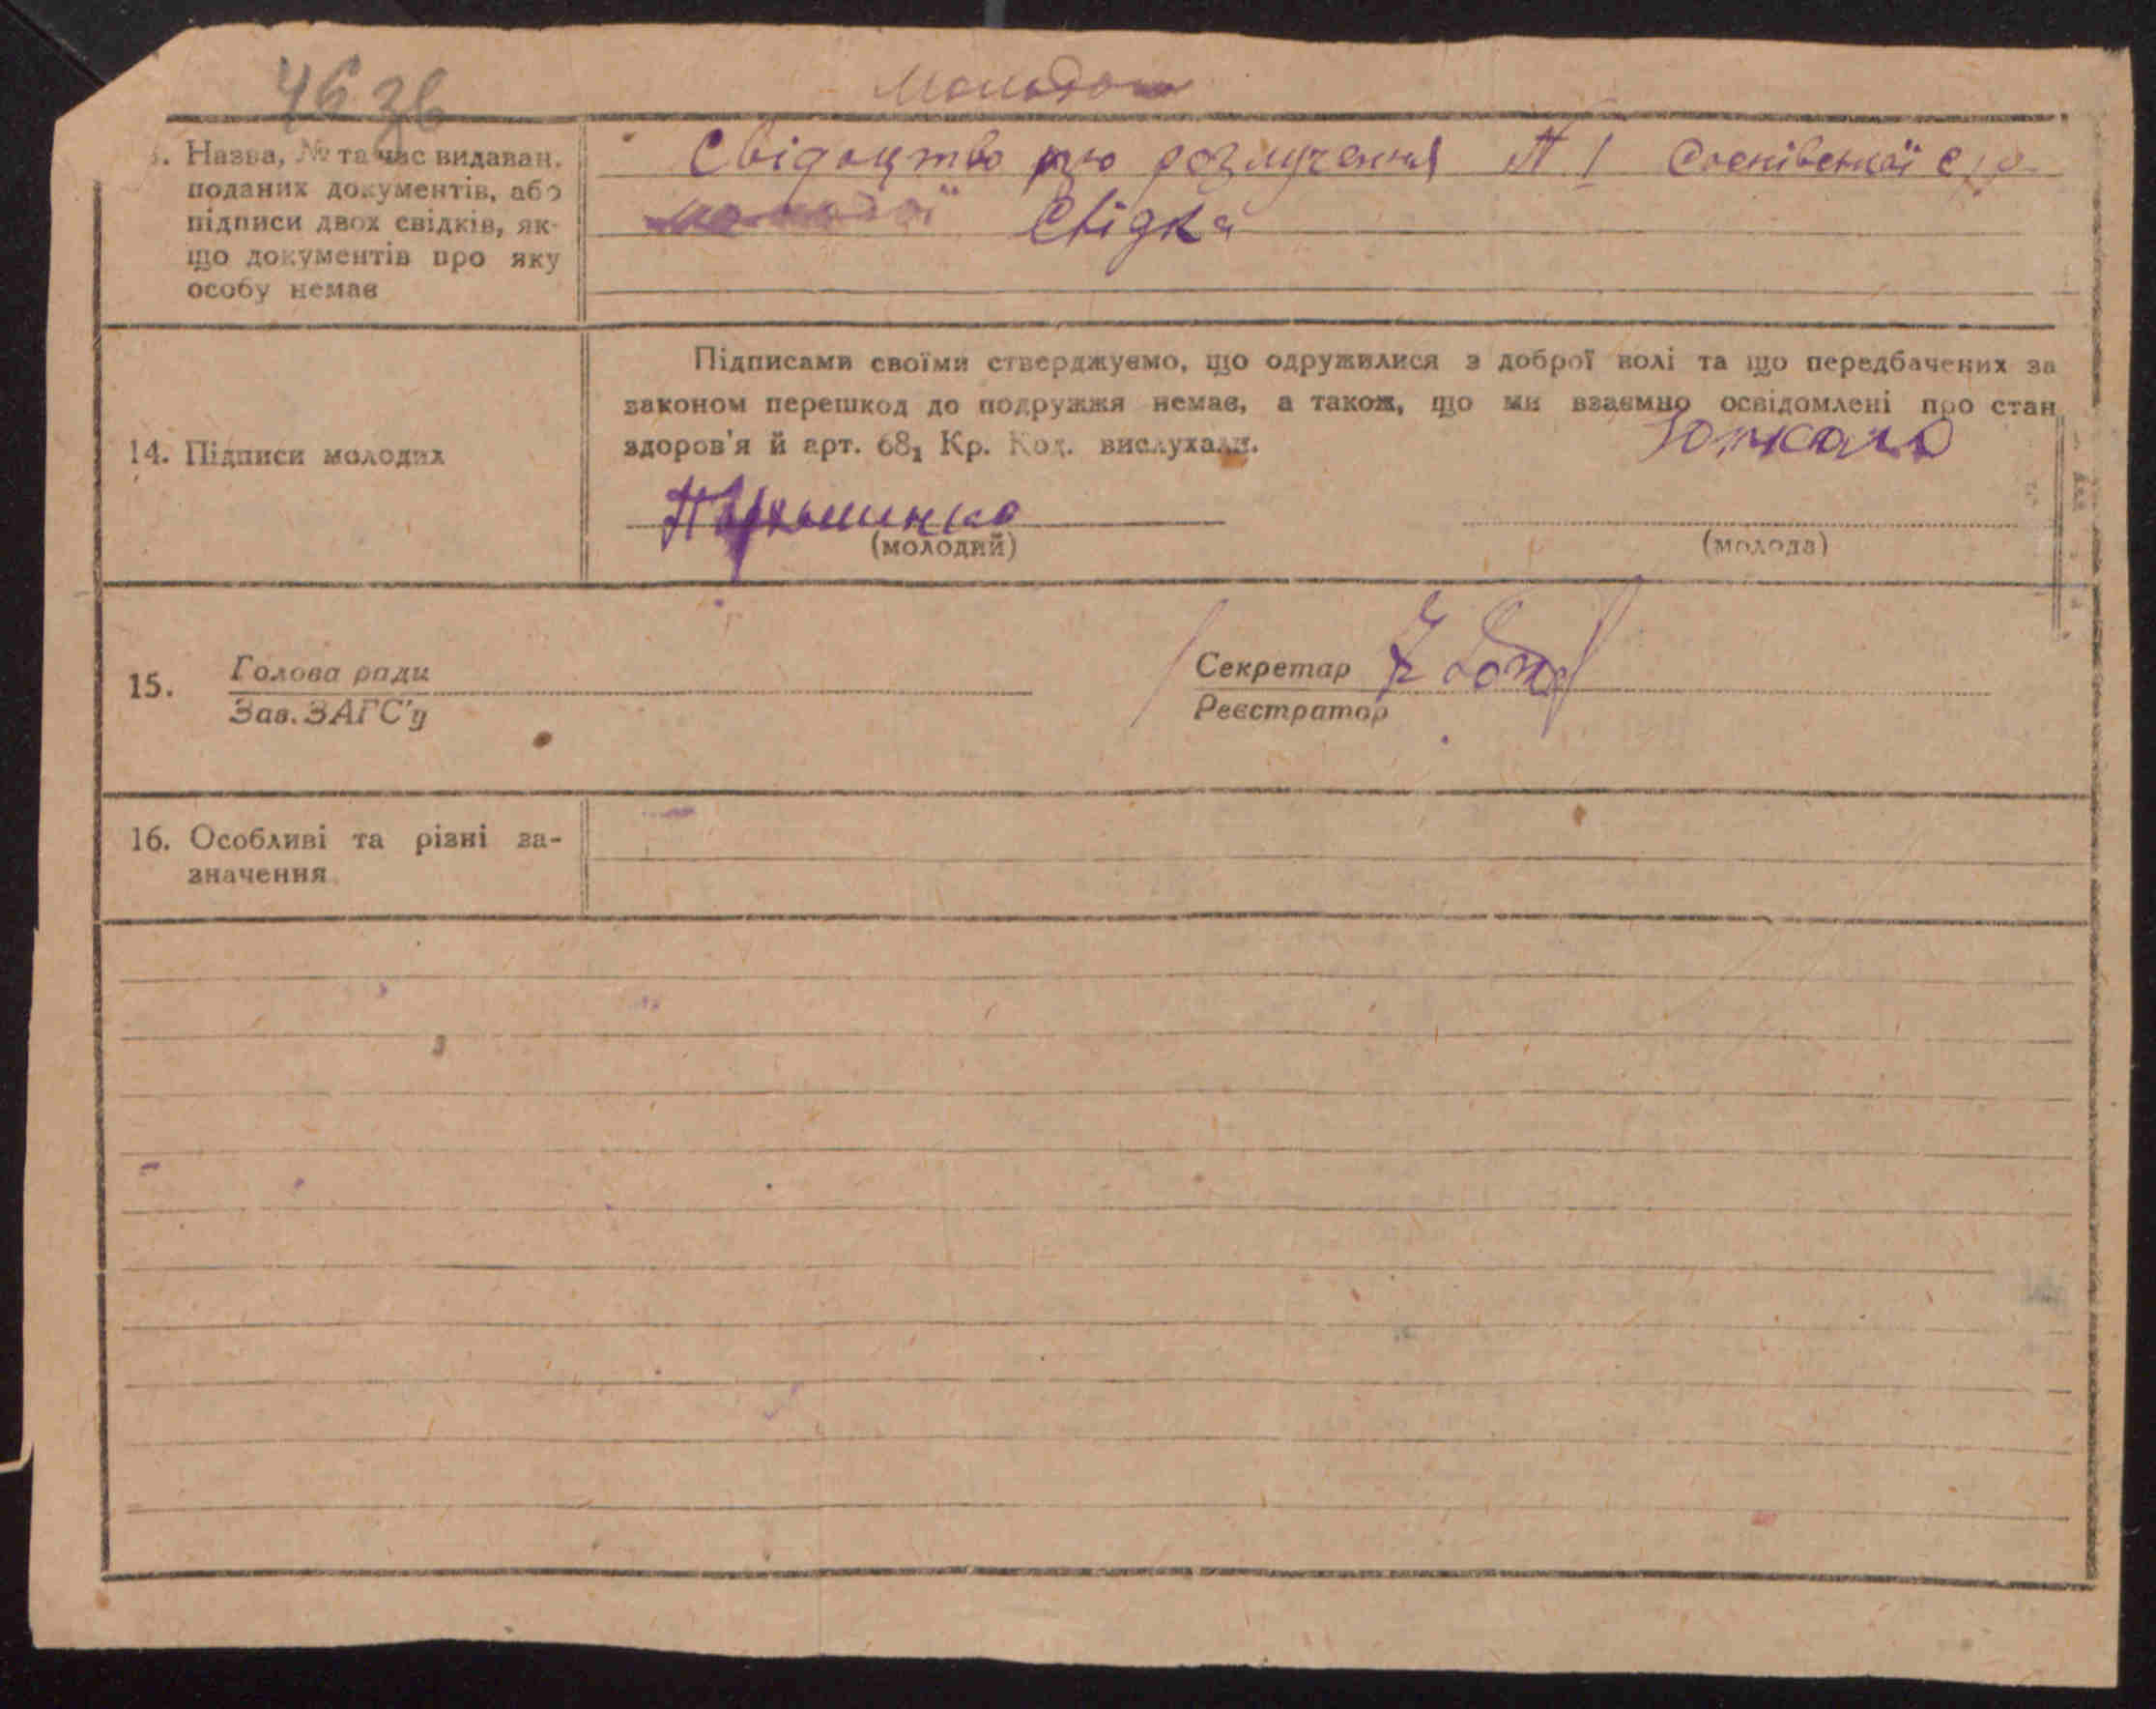 46 зв
. Назва, № та час видаван.
поданих документів, або
підписи двох свідків, як-
що документів про яку
особу немає
Свідоцтво про розлучення № 1
Свідка
14. Підписи молодих
Підписами своїми стверджуємо, що одружилися з доброї волі та що передбачених за
законом перешкод до подружжя немає, а також, що ми взаємно освідомлені про стан
здоров'я й арт. 68₁ Кр. Код. вислухали.
(молодий)
(молода)
15. Голова ради
Зав. ЗАГС'у
Секретар
Реєстратор
16. Особливі та різні за-
значення